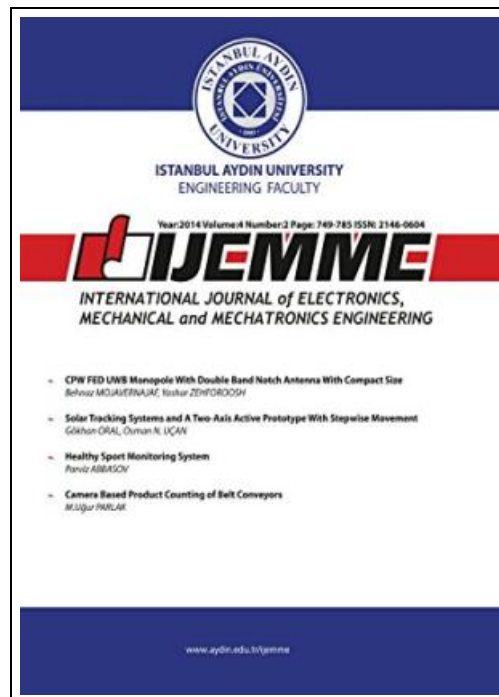 ISTANBUL AYDIN
UNIVERSITY
ISTANBUL AYDIN UNIVERSITY
ENGINEERING FACULTY
Year:2014 Volume:4 Number:2 Page: 749-785 ISSN: 2146-0604
IJEMME
INTERNATIONAL JOURNAL of ELECTRONICS,
MECHANICAL and MECHATRONICS ENGINEERING
CPW FED UWB Monopole With Double Band Notch Antenna With Compact Size
Behnaz MOJAVERNAJAF, Yashar ZEHFOROOSH
Solar Tracking Systems and A Two-Axis Active Prototype With Stepwise Movement
Gökhan ORAL, Osman N. UÇAN
Healthy Sport Monitoring System
Parviz ABBASOV
Camera Based Product Counting of Belt Conveyors
M.Uğur PARLAK
www.aydin.edu.tr/ijemme